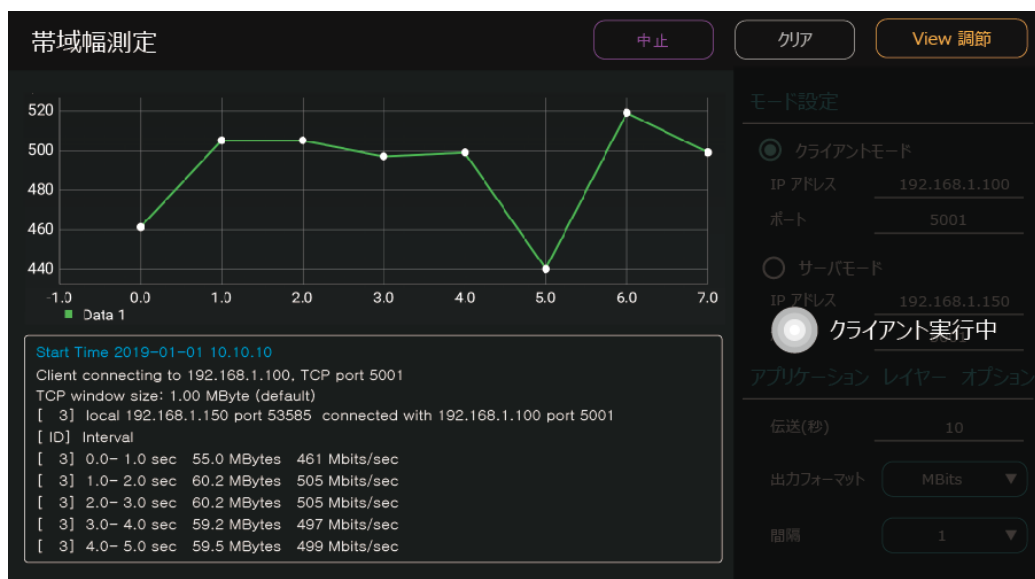 帯域幅測定
中止
クリア
View 調節
520
500
480
460
440
-1.0 0.0 1.0 2.0 3.0 4.0 5.0 6.0 7.0
Data 1
Start Time 2019-01-01 10.10.10
Client connecting to 192.168.1.100, TCP port 5001
TCP window size: 1.00 MByte (default)
[ 3] local 192.168.1.150 port 53585 connected with 192.168.1.100 port 5001
[ ID] Interval
[ 3] 0.0- 1.0 sec 55.0 MBytes 461 Mbits/sec
[ 3] 1.0- 2.0 sec 60.2 MBytes 505 Mbits/sec
[ 3] 2.0- 3.0 sec 60.2 MBytes 505 Mbits/sec
[ 3] 3.0- 4.0 sec 59.2 MBytes 497 Mbits/sec
[ 3] 4.0- 5.0 sec 59.5 MBytes 499 Mbits/sec
モード設定
クライアントモード
IP アドレス 192.168.1.100
ポート 5001
サーバモード
IP アドレス 192.168.1.150
クライアント実行中
アプリケーション レイヤー オプション
伝送(秒) 10
出力フォーマット MBits
間隔 1